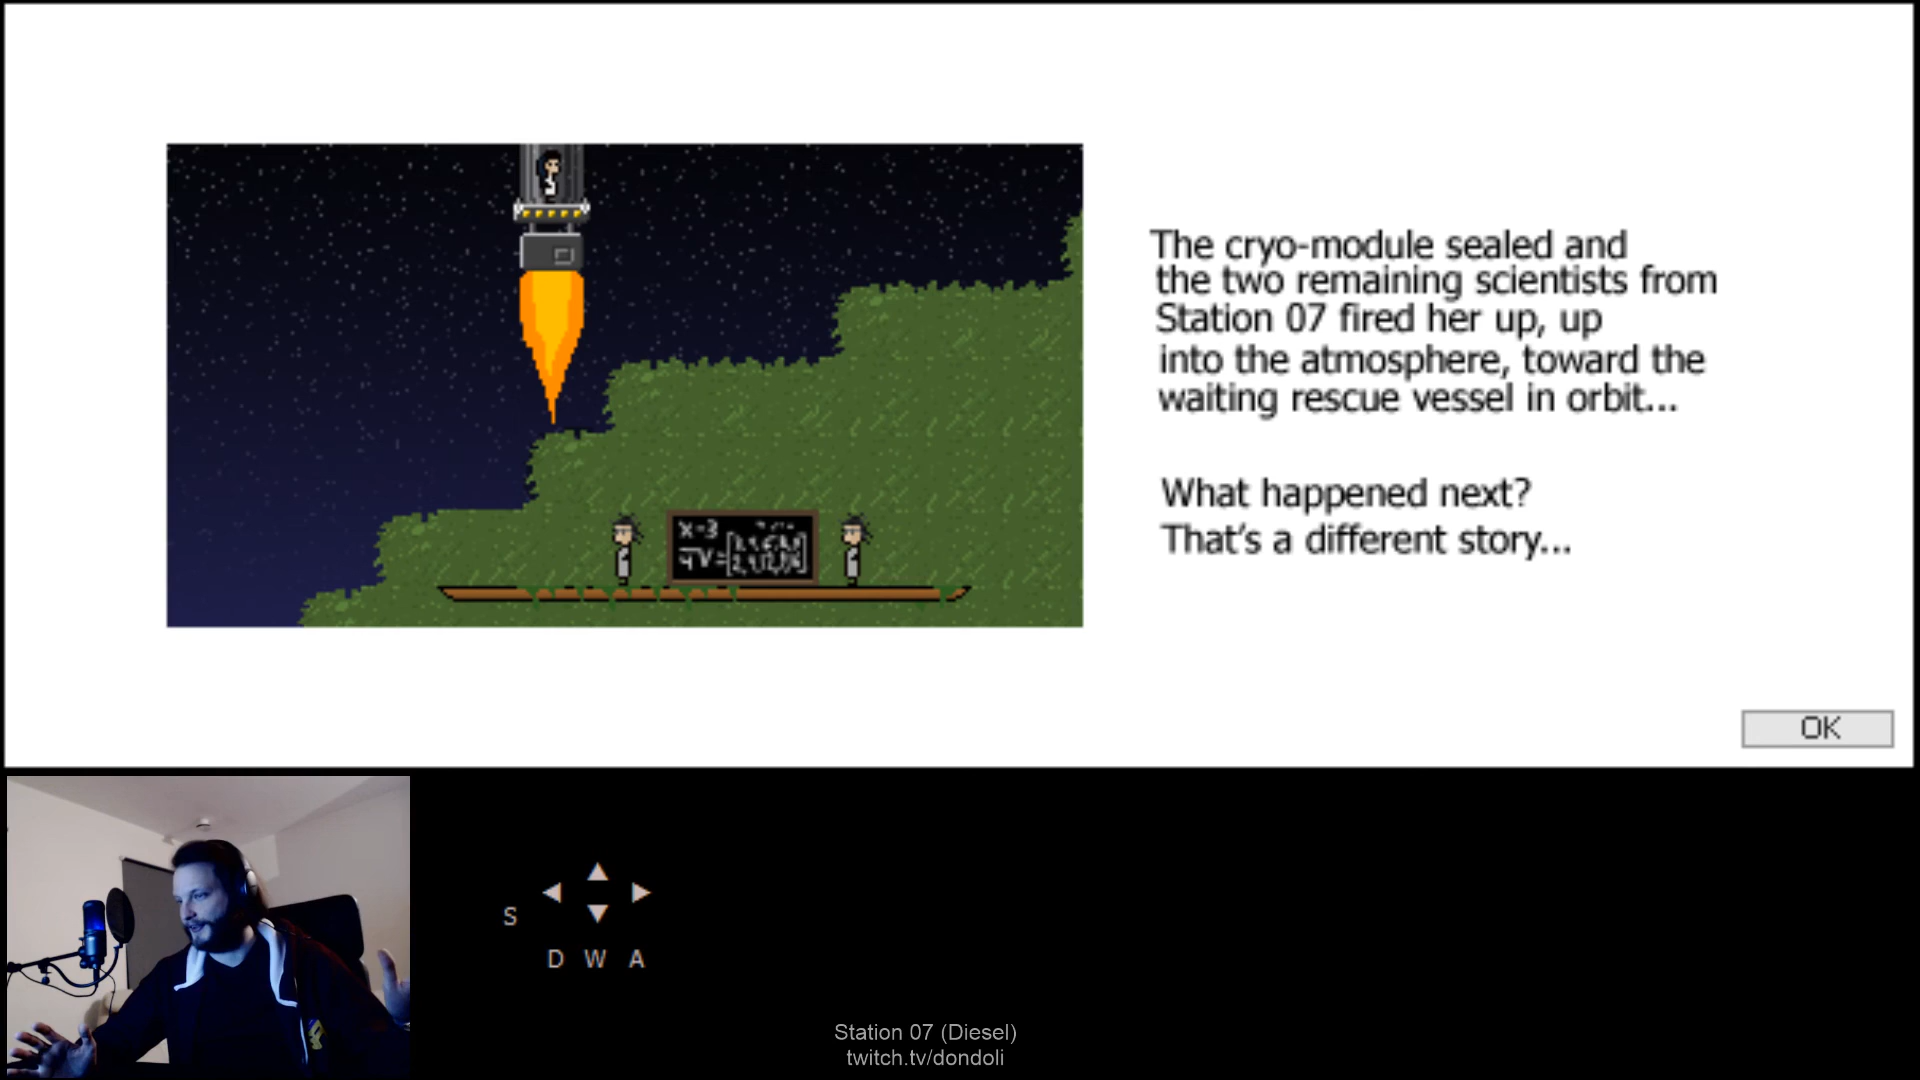 The cryo-module sealed and
the two remaining scientists from
Station 07 fired her up, up
into the atmosphere, toward the
waiting rescue vessel in orbit...
What happened next?
That's a different story...
x-3
OK
S
D W A
Station 07 (Diesel)
twitch.tv/dondoli